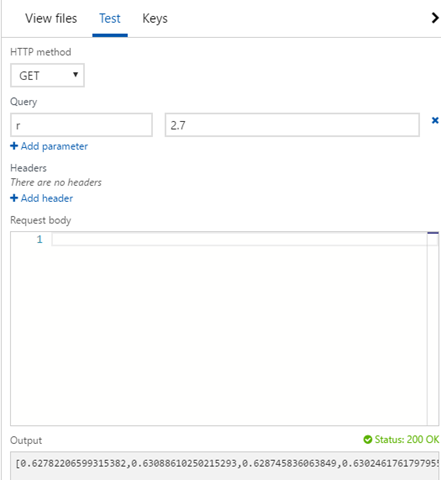 View files Test Keys
HTTP method
GET
Query
r 2.7
Add parameter
Headers
There are no headers
Add header
Request body
1
Output Status: 200 OK
[0.62782206599315382,0.63088610250215293,0.628745836063849,0.6302461761797955